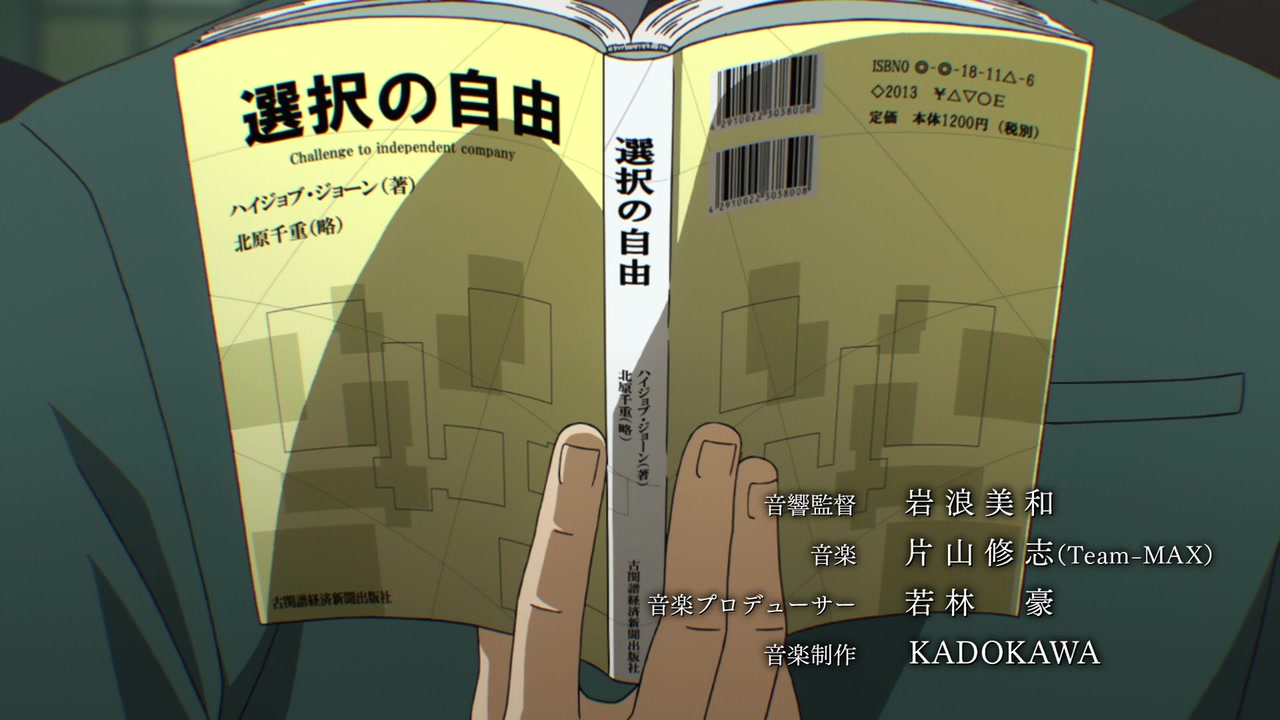 選択の自由
Challenge to independent company
ハイジョブ・ジョーン(著)
北原千重(略)
古関譜経済新聞出版社
選択の自由
ハイジョブ・ジョーン(著)
北原千重(略)
古関譜経済新聞出版社
4910022 5038008
4910022 5038008
ISBN0 ◎-◎-18-11△-6
◇2013 ¥△▽○E
定価 本体1200円 (税別)
音響監督 岩浪美和
音楽 片山修志(Team-MAX)
音楽プロデューサー 若林 豪
音楽制作 KADOKAWA